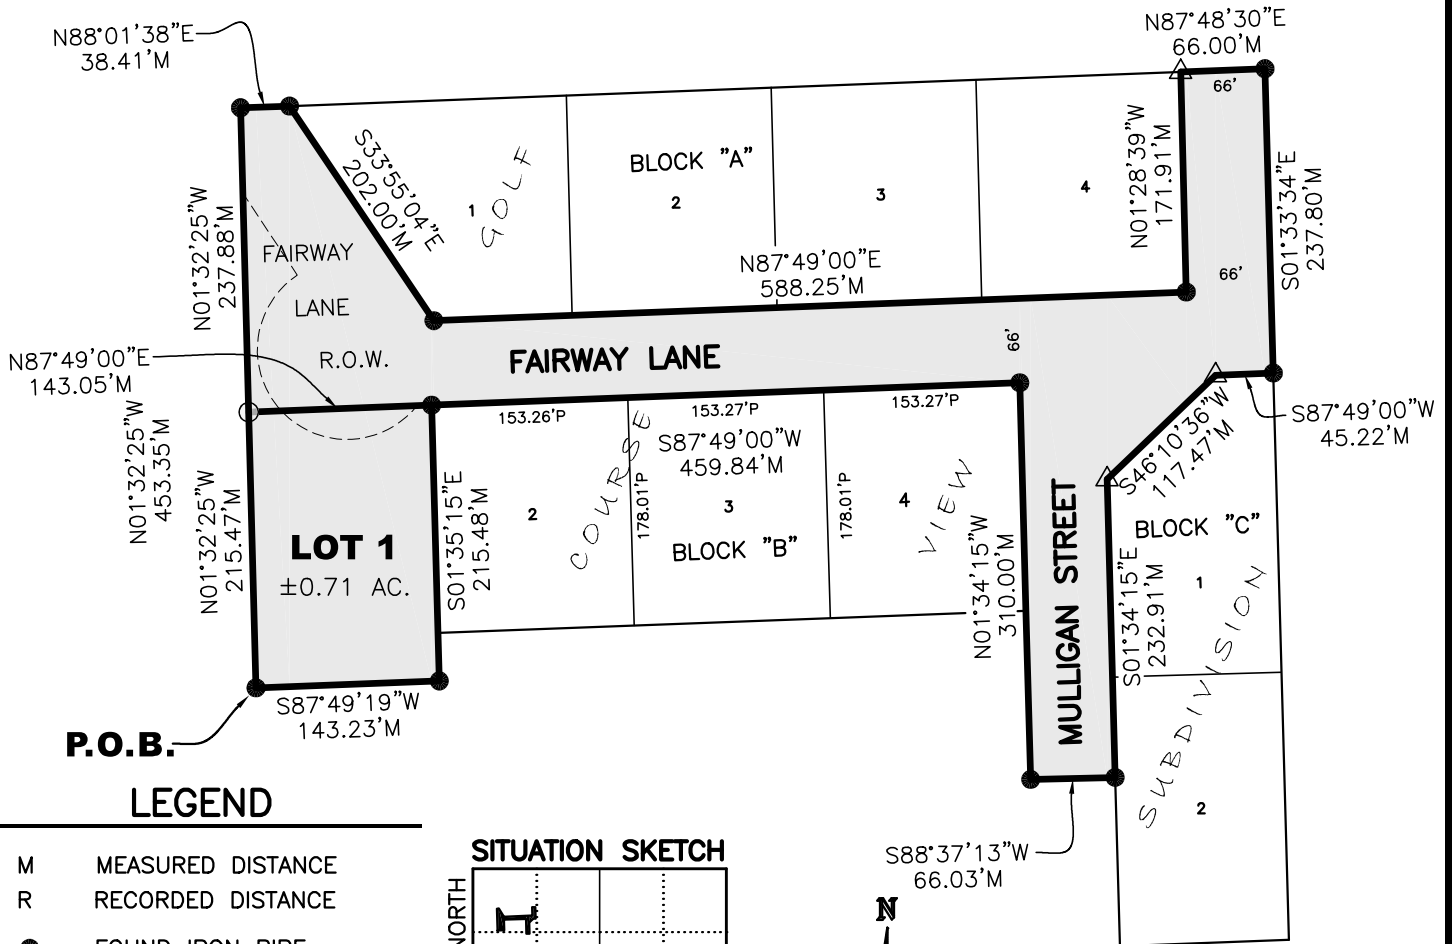 N88°01'38"E
38.41'M
N87°48'30"E
66.00'M
66'
S33°55'04"E
202.00'M
GOLF
1
BLOCK "A"
2
3
4
N01°28'39"W
171.91'M
S01°33'34"E
237.80'M
N01°32'25"W
237.88'M
FAIRWAY
LANE
R.O.W.
N87°49'00"E
588.25'M
66'
66'
FAIRWAY LANE
N87°49'00"E
143.05'M
S87°49'00"W
45.22'M
S46°10'36"W
117.47'M
153.26'P
153.27'P
153.27'P
S87°49'00"W
459.84'M
N01°32'25"W
453.35'M
N01°32'25"W
215.47'M
LOT 1
±0.71 AC.
S01°35'15"E
215.48'M
2
COURSE
178.01'P
3
BLOCK "B"
178.01'P
4
VIEW
N01°34'15"W
310.00'M
MULLIGAN STREET
BLOCK "C"
1
S01°34'15"E
232.91'M
SUBDIVISION
2
S87°49'19"W
143.23'M
P.O.B.
S88°37'13"W
66.03'M
LEGEND
M MEASURED DISTANCE
R RECORDED DISTANCE
FOUND IRON PIPE
SITUATION SKETCH
NORTH
N